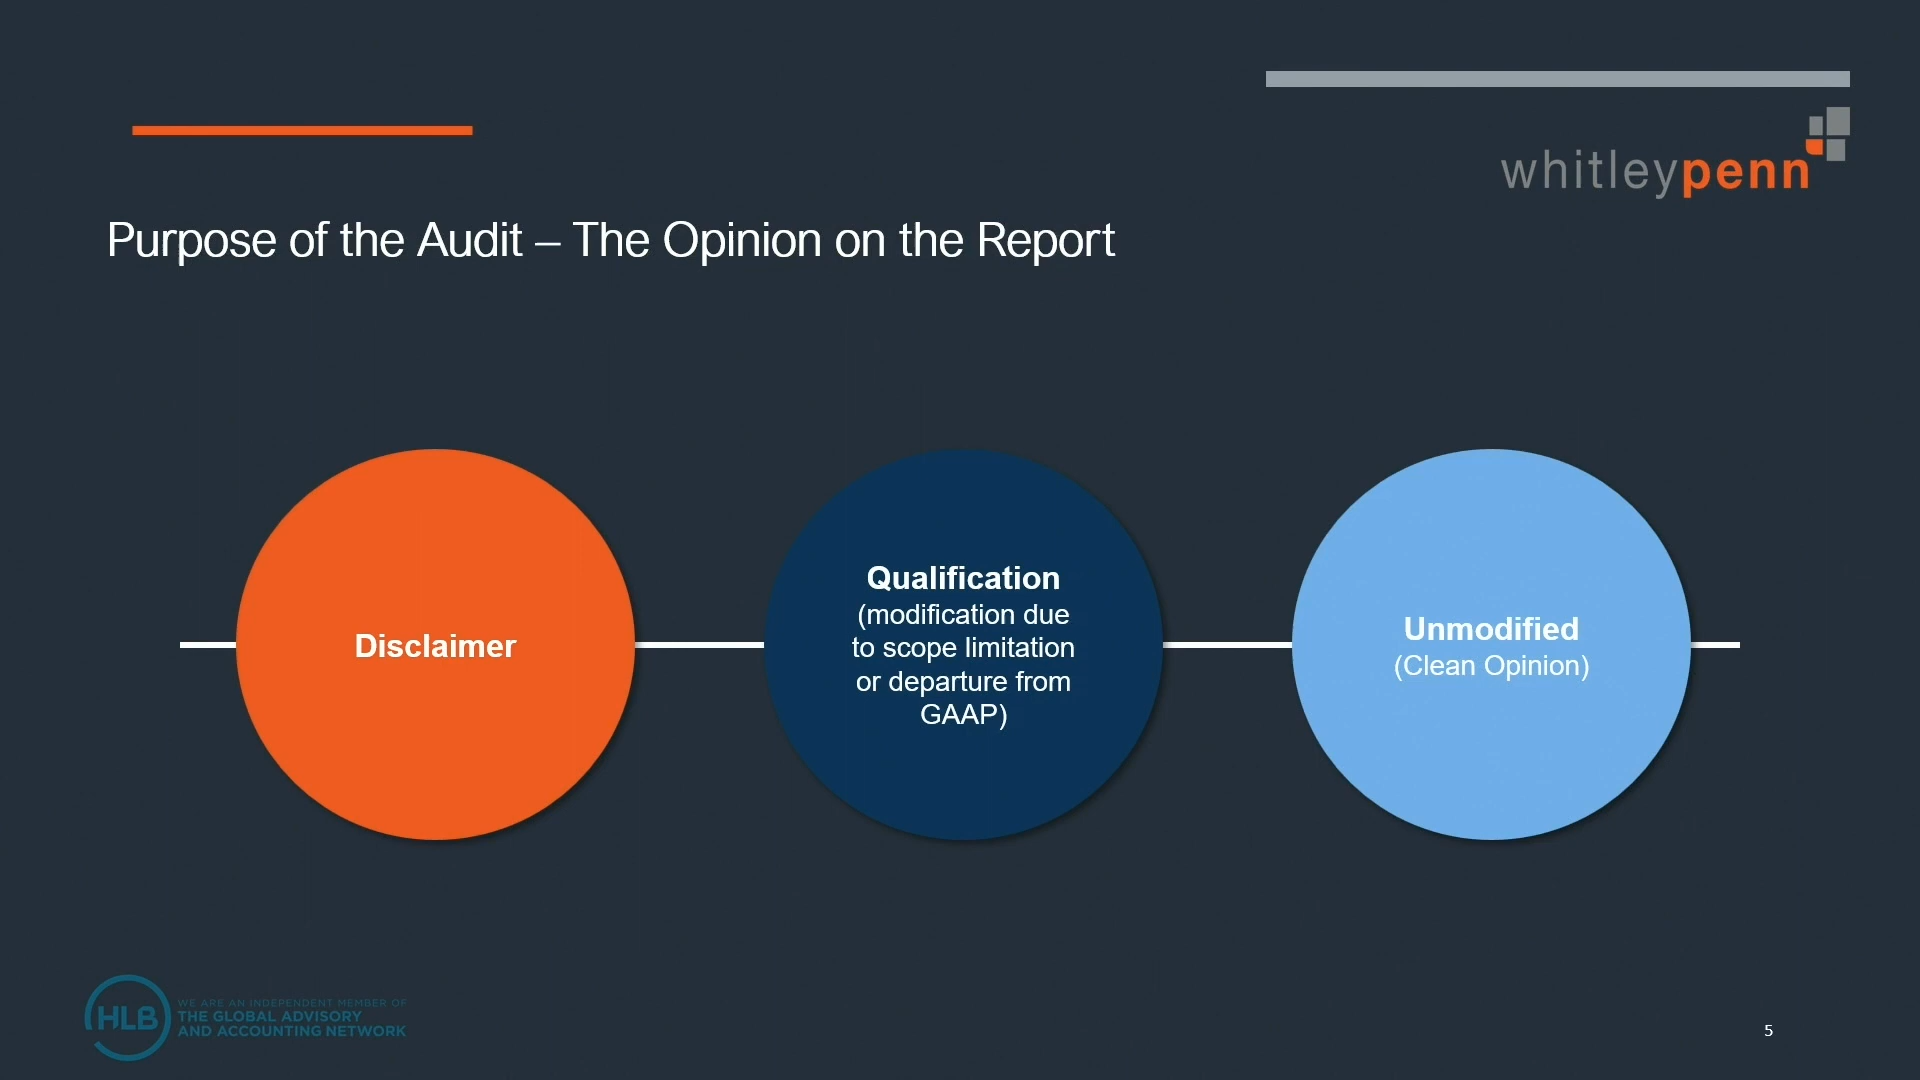 whitleypenn
Purpose of the Audit – The Opinion on the Report
Disclaimer
Qualification
(modification due
to scope limitation
or departure from
GAAP)
Unmodified
(Clean Opinion)
HLB
WE ARE AN INDEPENDENT MEMBER OF
THE GLOBAL ADVISORY
AND ACCOUNTING NETWORK
5